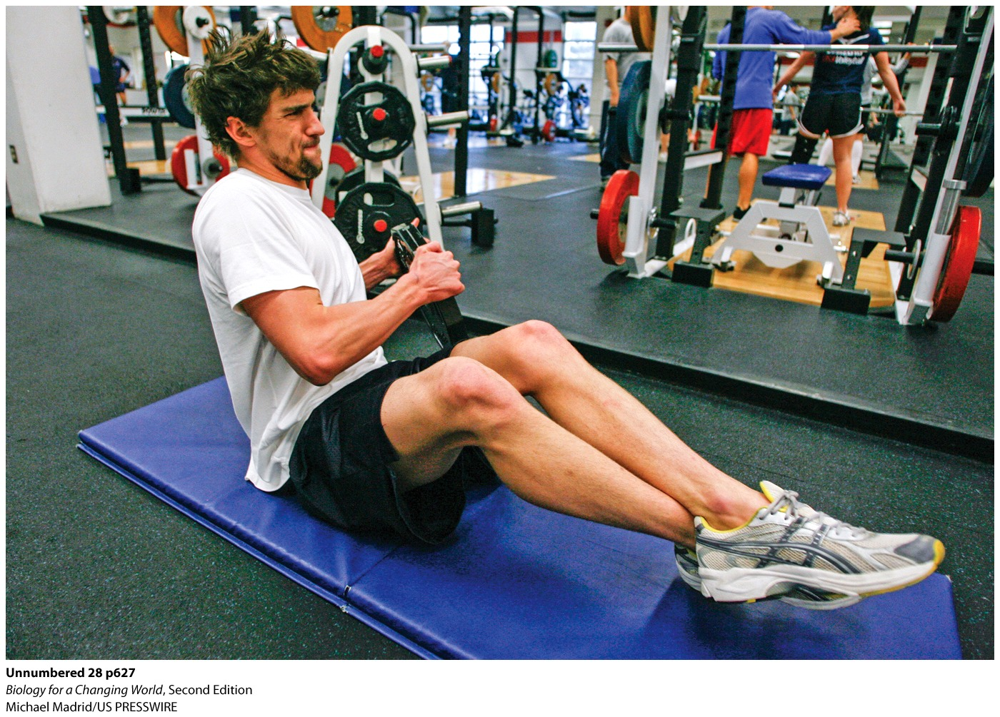 Unnumbered 28 p627
Biology for a Changing World, Second Edition
Michael Madrid/US PRESSWIRE